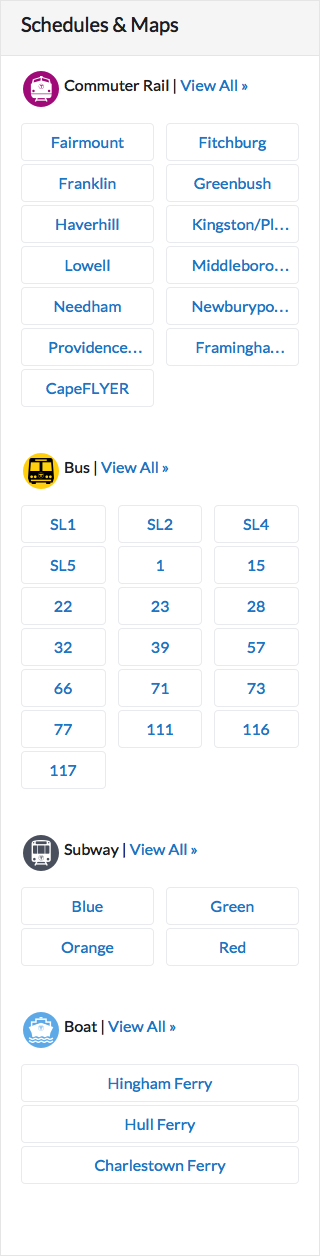 Schedules & Maps
Commuter Rail | View All »
Fairmount Fitchburg
Franklin Greenbush
Haverhill Kingston/Pl...
Lowell Middleboro...
Needham Newburypo...
Providence... Framingha...
CapeFLYER
Bus | View All »
SL1 SL2 SL4
SL5 1 15
22 23 28
32 39 57
66 71 73
77 111 116
117
Subway | View All »
Blue Green
Orange Red
Boat | View All »
Hingham Ferry
Hull Ferry
Charlestown Ferry